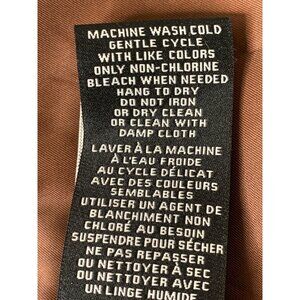 MACHINE WASH COLD
GENTLE CYCLE
WITH LIKE COLORS
ONLY NON-CHLORINE
BLEACH WHEN NEEDED
HANG TO DRY
DO NOT IRON
OR DRY CLEAN
OR CLEAN WITH
DAMP CLOTH
LAVER À LA MACHINE
À L'EAU FROIDE
AU CYCLE DÉLICAT
AVEC DES COULEURS
SEMBLABLES
UTILISER UN AGENT DE
BLANCHIMENT NON
CHLORÉ AU BESOIN
SUSPENDRE POUR SÉCHER
NE PAS REPASSER
OU NETTOYER À SEC
OU NETTOYER AVEC
UN LINGE HUMIDE